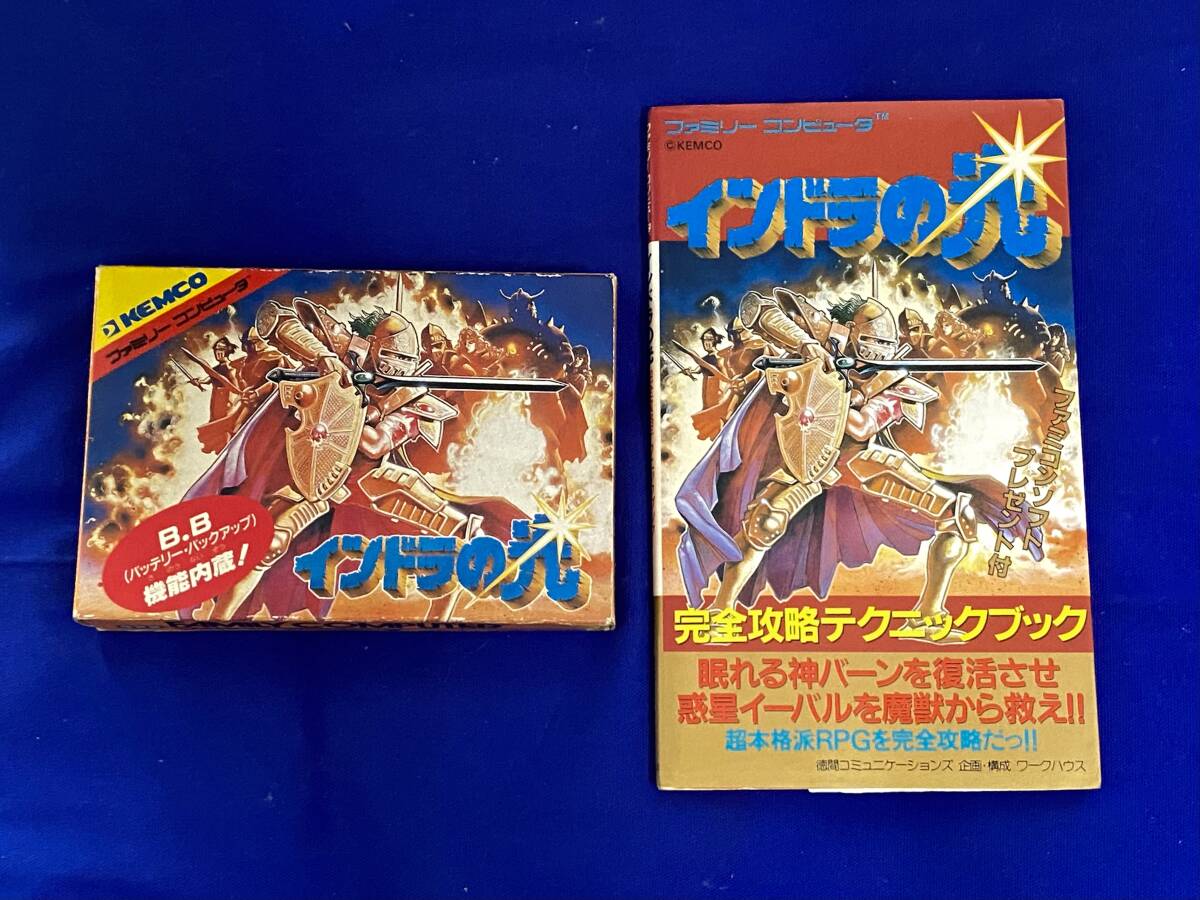 KEMCO
ファミリー コンピュータ
B.B
(バッテリー・バックアップ)
機能内蔵!
インドラの光
ファミリー コンピュータ™
©KEMCO
インドラの光
ファミコンソフト
プレゼント付
完全攻略テクニックブック
眠れる神バーンを復活させ
惑星イーバルを魔獣から救え!!
超本格派RPGを完全攻略だっ!!
徳間コミュニケーションズ 企画・構成 ワークハウス